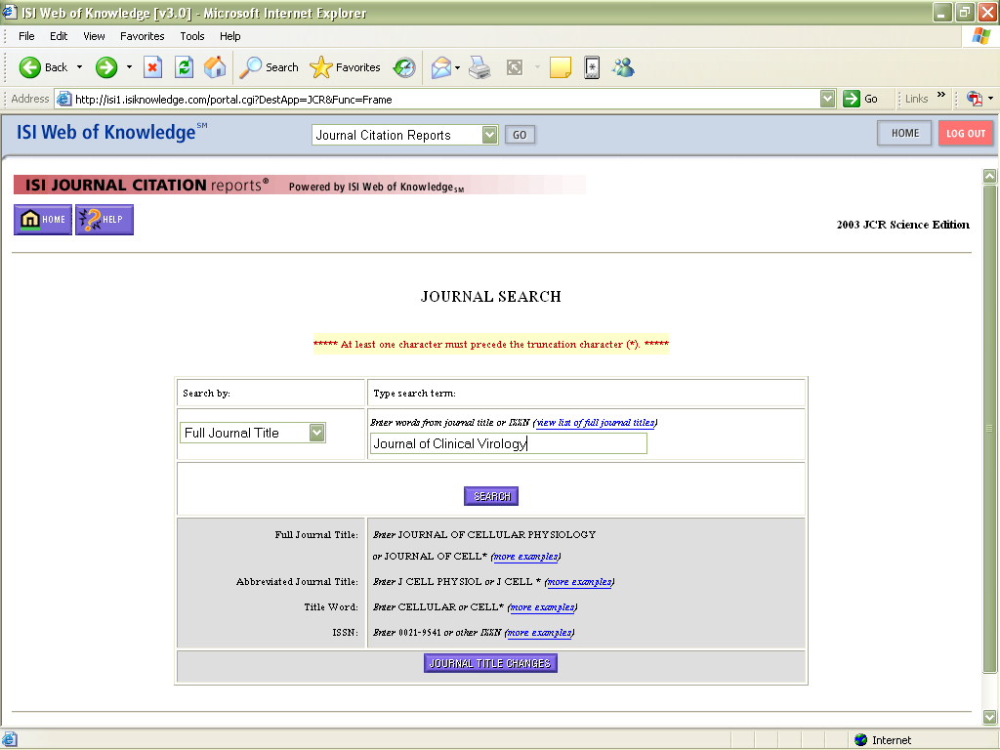 ISI Web of Knowledge [v3.0] - Microsoft Internet Explorer
File Edit View Favorites Tools Help
Back Search Favorites
Address http://isi1.isiknowledge.com/portal.cgi?DestApp=JCR&Func=Frame Go Links »
ISI Web of Knowledge SM Journal Citation Reports GO HOME LOG OUT
ISI JOURNAL CITATION reports® Powered by ISI Web of Knowledge SM
HOME HELP
2003 JCR Science Edition
JOURNAL SEARCH
***** At least one character must precede the truncation character (*). *****
Search by: Type search term:
Enter words from journal title or ISSN (view list of full journal titles)
Full Journal Title Journal of Clinical Virology
SEARCH
Full Journal Title: Enter JOURNAL OF CELLULAR PHYSIOLOGY
or JOURNAL OF CELL* (more examples)
Abbreviated Journal Title: Enter J CELL PHYSIOL or J CELL * (more examples)
Title Word: Enter CELLULAR or CELL* (more examples)
ISSN: Enter 0021-9541 or other ISSN (more examples)
JOURNAL TITLE CHANGES
Internet